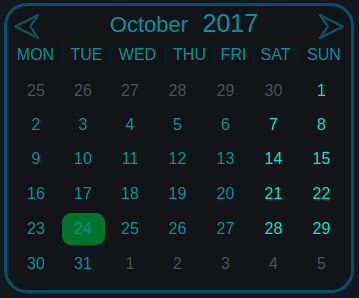 October 2017
MON TUE WED THU FRI SAT SUN
25 26 27 28 29 30 1
2 3 4 5 6 7 8
9 10 11 12 13 14 15
16 17 18 19 20 21 22
23 24 25 26 27 28 29
30 31 1 2 3 4 5